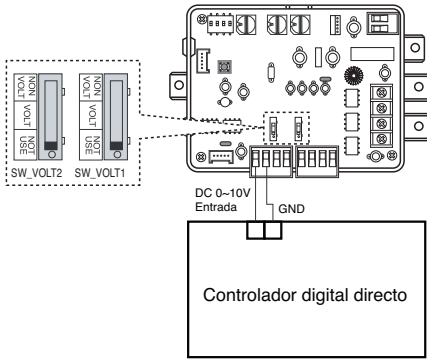 NON VOLT
VOLT
NOT USE
NON VOLT
VOLT
NOT USE
SW_VOLT2
SW_VOLT1
DC 0~10V
Entrada
GND
Controlador digital directo